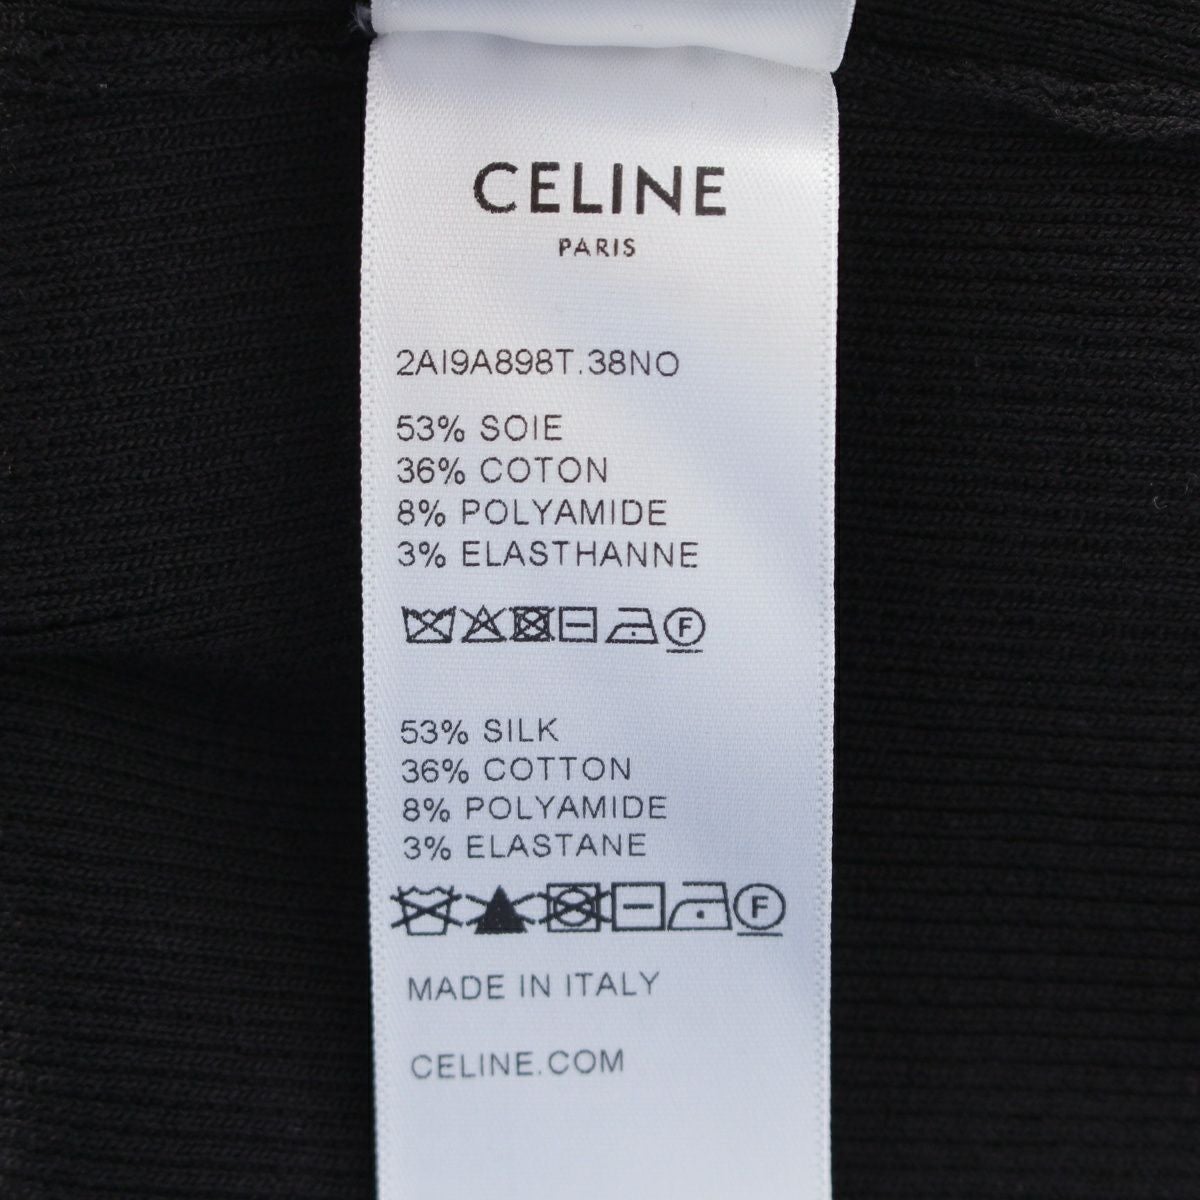 CELINE
PARIS
2AI9A898T.38NO
53% SOIE
36% COTON
8% POLYAMIDE
3% ELASTHANNE
F
53% SILK
36% COTTON
8% POLYAMIDE
3% ELASTANE
F
MADE IN ITALY
CELINE.COM